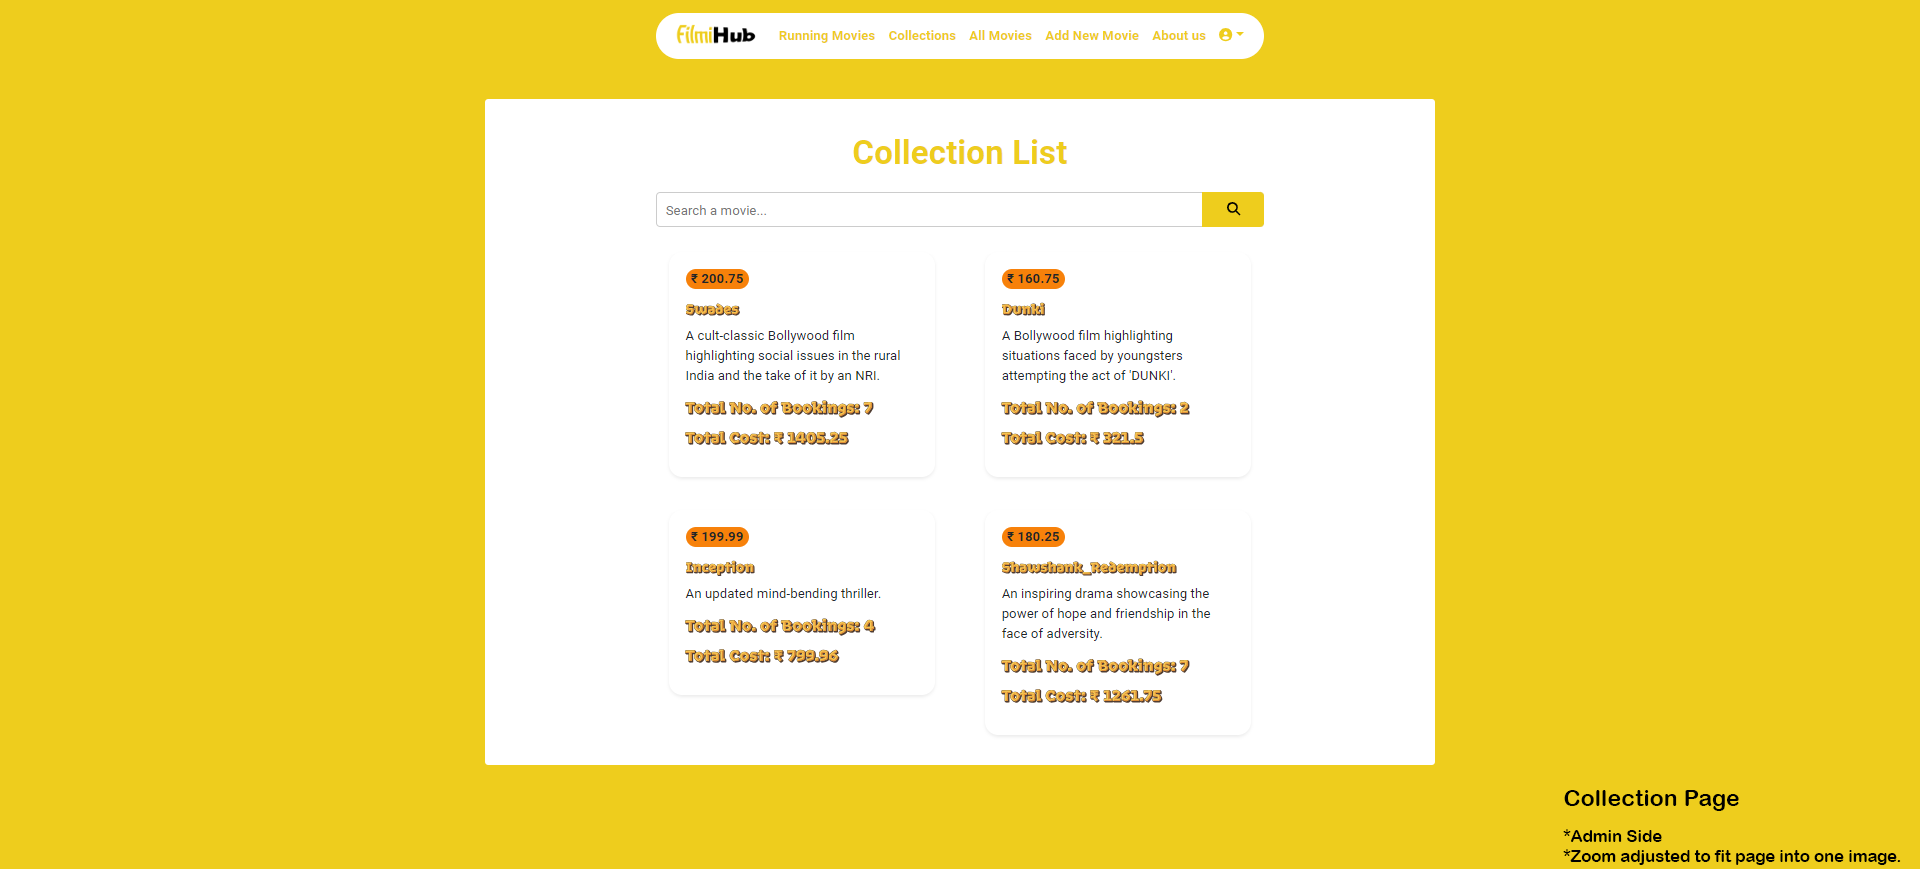 FilmiHub Running Movies Collections All Movies Add New Movie About us
Collection List
Search a movie...
₹ 200.75
Swades
A cult-classic Bollywood film
highlighting social issues in the rural
India and the take of it by an NRI.
Total No. of Bookings: 7
Total Cost: ₹ 1405.25
₹ 160.75
Dunki
A Bollywood film highlighting
situations faced by youngsters
attempting the act of 'DUNKI'.
Total No. of Bookings: 2
Total Cost: ₹ 321.5
₹ 199.99
Inception
An updated mind-bending thriller.
Total No. of Bookings: 4
Total Cost: ₹ 799.96
₹ 180.25
Shawshank_Redemption
An inspiring drama showcasing the
power of hope and friendship in the
face of adversity.
Total No. of Bookings: 7
Total Cost: ₹ 1261.75
Collection Page
*Admin Side
*Zoom adjusted to fit page into one image.